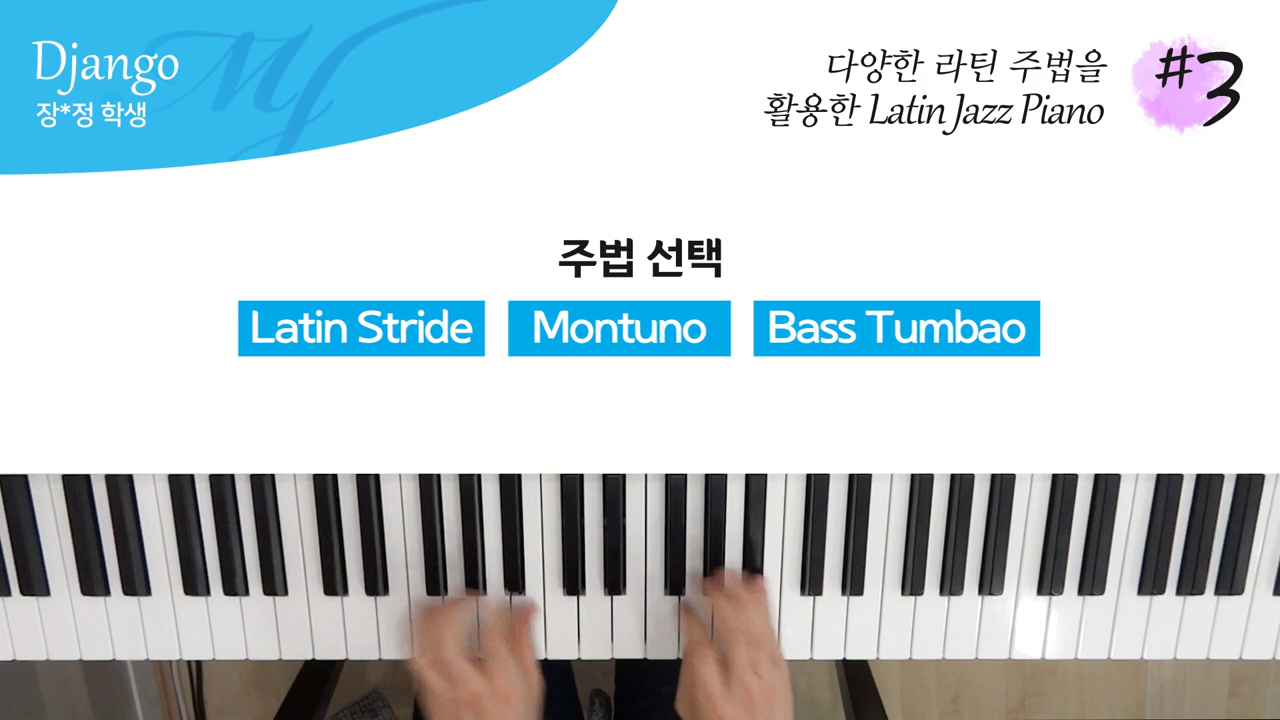 Django
장*정 학생
다양한 라틴 주법을
활용한 Latin Jazz Piano
#3
주법 선택
Latin Stride
Montuno
Bass Tumbao